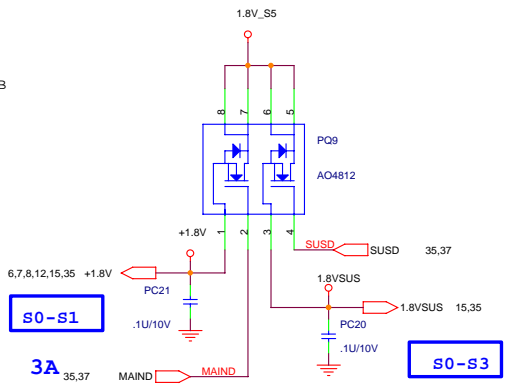 1.8V_S5
B
8
7
6
5
PQ9
AO4812
1
2
3
4
+1.8V
SUSD
SUSD
35,37
6,7,8,12,15,35
+1.8V
1.8VSUS
PC21
1.8VSUS
15,35
S0-S1
.1U/10V
PC20
.1U/10V
S0-S3
3A
35,37
MAIND
MAIND